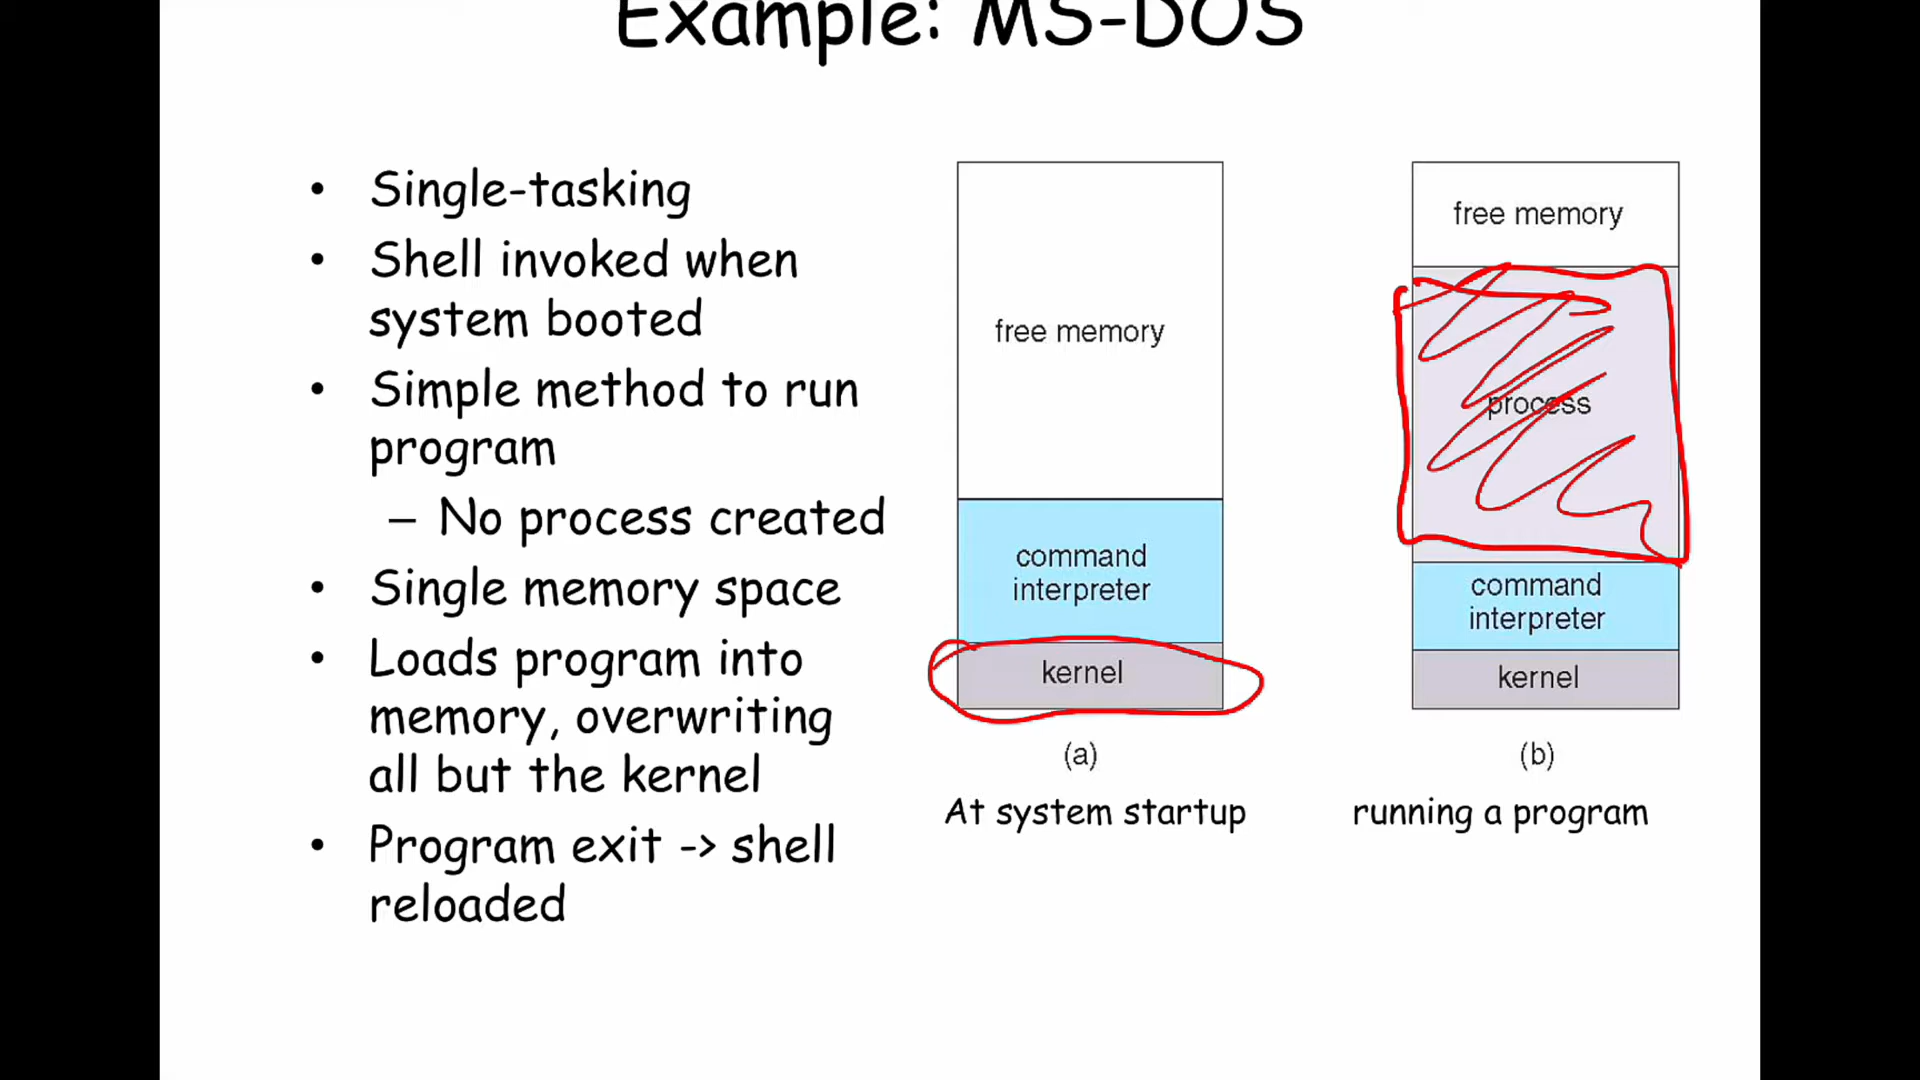 Example: MS-DOS
• Single-tasking
• Shell invoked when
system booted
• Simple method to run
program
– No process created
• Single memory space
• Loads program into
memory, overwriting
all but the kernel
• Program exit -> shell
reloaded
free memory
command
interpreter
kernel
(a)
At system startup
free memory
process
command
interpreter
kernel
(b)
running a program